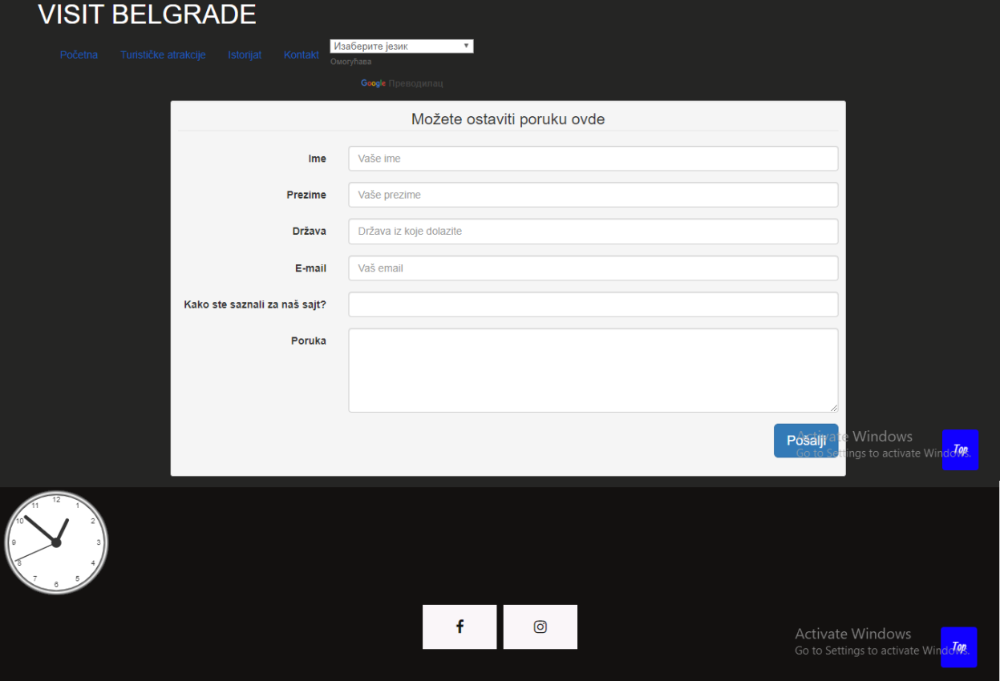 VISIT BELGRADE
Početna Turističke atrakcije Istorijat Kontakt Изаберите језик
Омогућава
Google Преводилац
Možete ostaviti poruku ovde
Ime Vaše ime
Prezime Vaše prezime
Država Država iz koje dolazite
E-mail Vaš email
Kako ste saznali za naš sajt?
Poruka
Pošalji
Activate Windows
Go to Settings to activate Windows.
Top
12
11 1
10 2
9 3
8 4
7 5
6
Activate Windows
Go to Settings to activate Windows.
Top